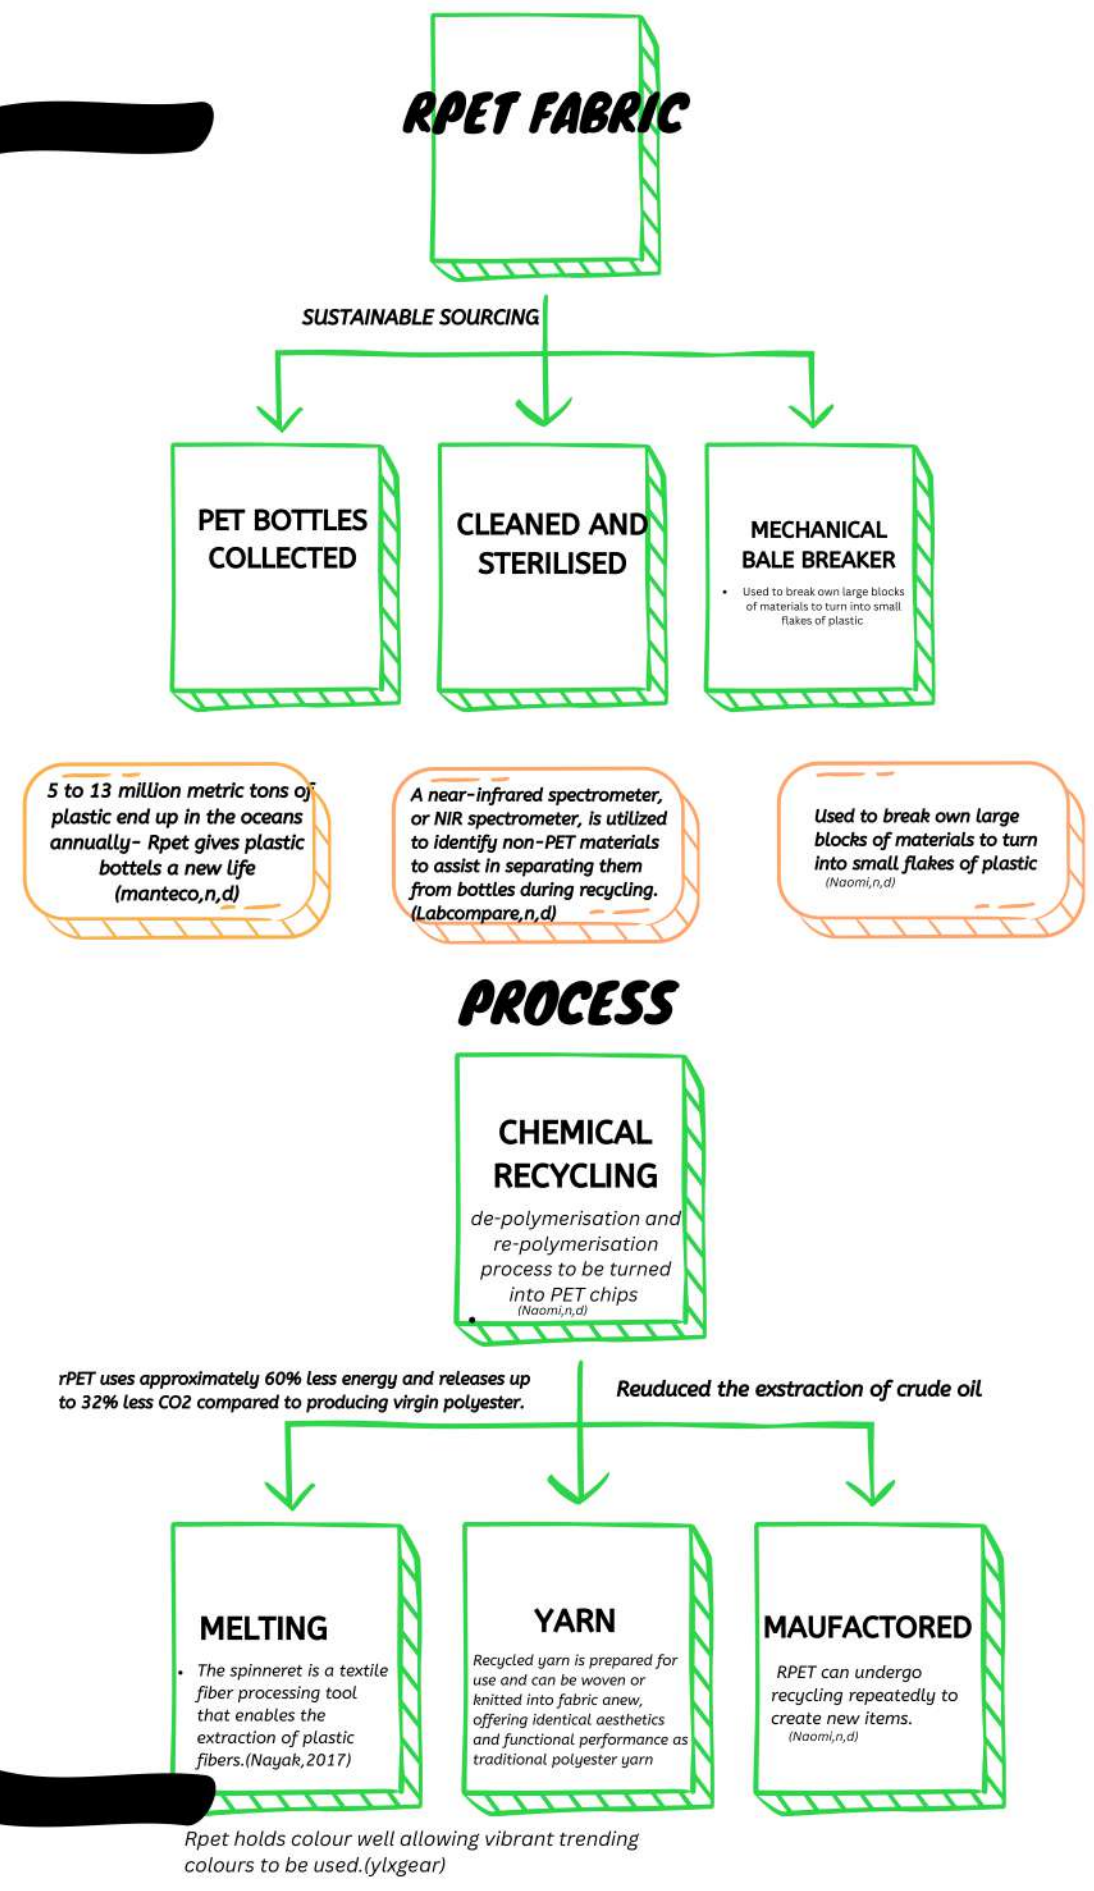 RPET FABRIC
SUSTAINABLE SOURCING
PET BOTTLES
COLLECTED
CLEANED AND
STERILISED
MECHANICAL
BALE BREAKER
• Used to break own large blocks
of materials to turn into small
flakes of plastic
5 to 13 million metric tons of
plastic end up in the oceans
annually- Rpet gives plastic
bottels a new life
(manteco,n,d)
A near-infrared spectrometer,
or NIR spectrometer, is utilized
to identify non-PET materials
to assist in separating them
from bottles during recycling.
(Labcompare,n,d)
Used to break own large
blocks of materials to turn
into small flakes of plastic
(Naomi,n,d)
PROCESS
CHEMICAL
RECYCLING
de-polymerisation and
re-polymerisation
process to be turned
into PET chips
(Naomi,n,d)
rPET uses approximately 60% less energy and releases up
to 32% less CO2 compared to producing virgin polyester.
Reuduced the exstraction of crude oil
MELTING
• The spinneret is a textile
fiber processing tool
that enables the
extraction of plastic
fibers.(Nayak,2017)
YARN
Recycled yarn is prepared for
use and can be woven or
knitted into fabric anew,
offering identical aesthetics
and functional performance as
traditional polyester yarn
MAUFACTORED
RPET can undergo
recycling repeatedly to
create new items.
(Naomi,n,d)
Rpet holds colour well allowing vibrant trending
colours to be used.(ylxgear)